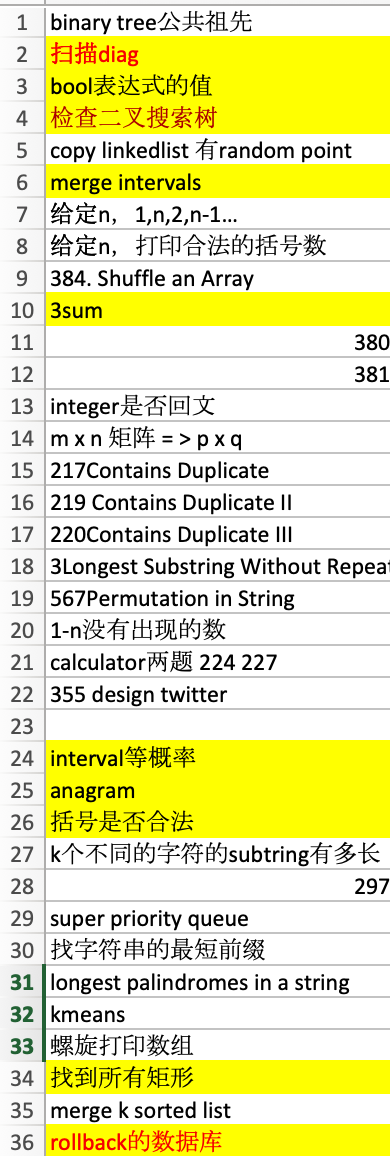 1 binary tree公共祖先
2 扫描diag
3 bool表达式的值
4 检查二叉搜索树
5 copy linkedlist 有random point
6 merge intervals
7 给定n，1,n,2,n-1...
8 给定n，打印合法的括号数
9 384. Shuffle an Array
10 3sum
11 380
12 381
13 integer是否回文
14 m x n 矩阵 = > p x q
15 217Contains Duplicate
16 219 Contains Duplicate II
17 220Contains Duplicate III
18 3Longest Substring Without Repeat
19 567Permutation in String
20 1-n没有出现的数
21 calculator两题 224 227
22 355 design twitter
23
24 interval等概率
25 anagram
26 括号是否合法
27 k个不同的字符的subtring有多长
28 297
29 super priority queue
30 找字符串的最短前缀
31 longest palindromes in a string
32 kmeans
33 螺旋打印数组
34 找到所有矩形
35 merge k sorted list
36 rollback的数据库